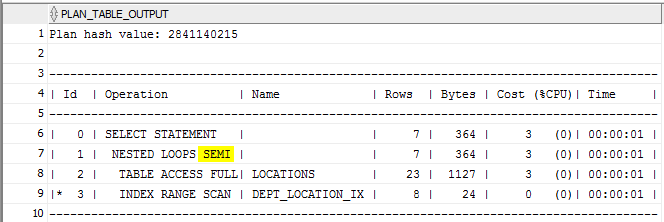 PLAN_TABLE_OUTPUT
1 Plan hash value: 2841140215
2
3 --------------------------------------------------------------------------------------
4 | Id  | Operation          | Name             | Rows  | Bytes | Cost (%CPU)| Time     |
5 --------------------------------------------------------------------------------------
6 |   0 | SELECT STATEMENT   |                  |     7 |   364 |     3   (0)| 00:00:01 |
7 |   1 |  NESTED LOOPS SEMI |                  |     7 |   364 |     3   (0)| 00:00:01 |
8 |   2 |   TABLE ACCESS FULL| LOCATIONS        |    23 |  1127 |     3   (0)| 00:00:01 |
9 |*  3 |   INDEX RANGE SCAN | DEPT_LOCATION_IX |     8 |    24 |     0   (0)| 00:00:01 |
10 --------------------------------------------------------------------------------------